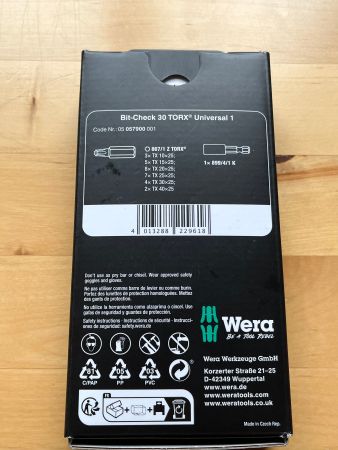 Bit-Check 30 TORX® Universal 1
Code Nr.: 05 057900 001
867/1 Z TORX®
3× TX 10×25;
5× TX 15×25;
8× TX 20×25;
7× TX 25×25;
4× TX 30×25;
2× TX 40×25
1× 899/4/1 K
4 013288 229618
Don't use as pry bar or chisel. Wear approved safety
goggles and gloves.
Ne pas utiliser comme barre de levier ou comme burin.
Portez des lunettes de protection homologuées. Mettez
des gants de protection.
No utilice la herramienta como alzaprima o cincel. Use
gafas de seguridad y guantes de protección.
Safety instructions - Instructions de sécurité - Instrucci-
ones de seguridad: safety.wera.de
81
C/PAP
05
PP
03
PVC
FR
Wera
BE A TOOL REBEL
Wera Werkzeuge GmbH
Korzerter Straße 21-25
D-42349 Wuppertal
www.wera.de
www.weratools.com
www.weratools.co.uk
Made in Czech Rep.